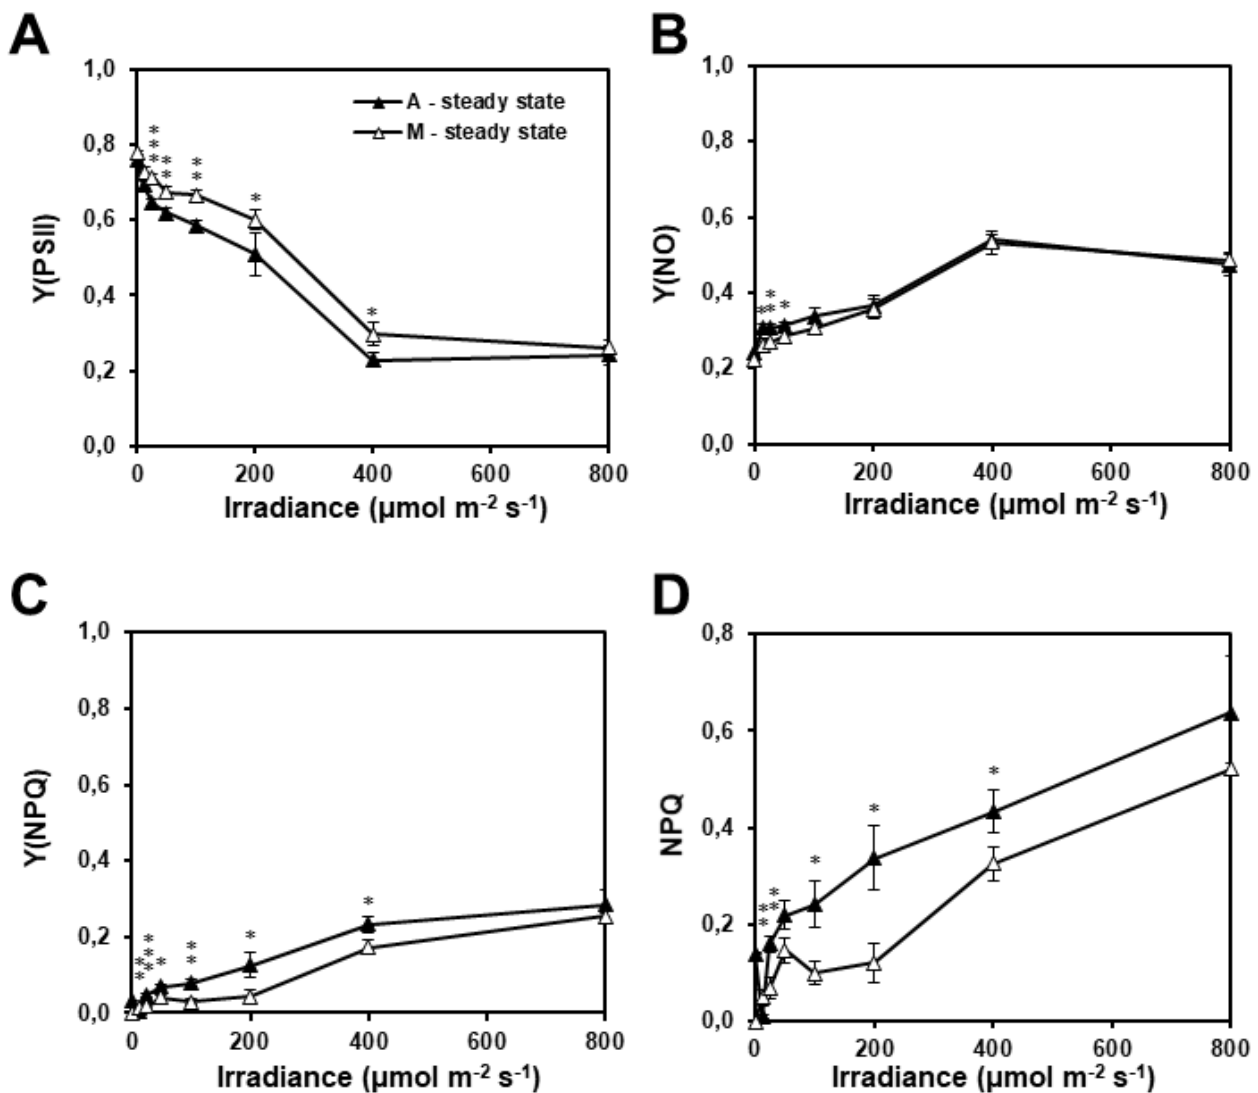 A
1,0
0,8
0,6
0,4
0,2
0,0
Y(PSII)
A - steady state
M - steady state
* * *
* *
* *
*
*
0 200 400 600 800
Irradiance (µmol m⁻² s⁻¹)
B
1,0
0,8
0,6
0,4
0,2
0,0
Y(NO)
*
* *
*
0 200 400 600 800
Irradiance (µmol m⁻² s⁻¹)
C
1,0
0,8
0,6
0,4
0,2
0,0
Y(NPQ)
* *
* * *
*
* *
*
*
0 200 400 600 800
Irradiance (µmol m⁻² s⁻¹)
D
0,8
0,6
0,4
0,2
0,0
NPQ
* *
* *
*
*
*
0 200 400 600 800
Irradiance (µmol m⁻² s⁻¹)